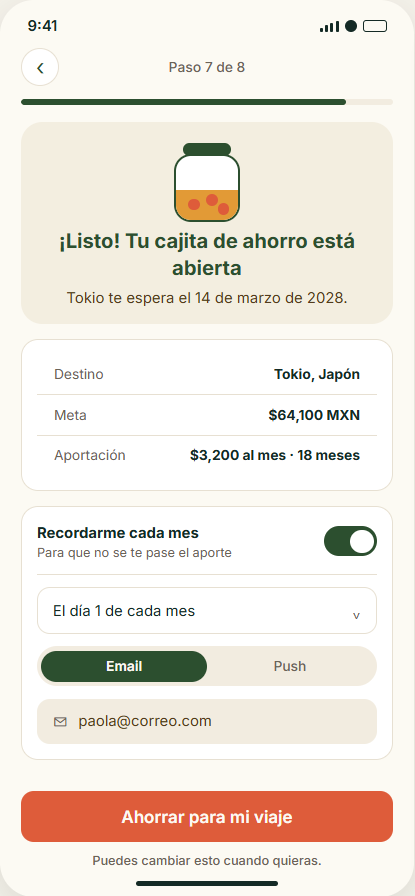 9:41
Paso 7 de 8
¡Listo! Tu cajita de ahorro está
abierta
Tokio te espera el 14 de marzo de 2028.
Destino Tokio, Japón
Meta $64,100 MXN
Aportación $3,200 al mes · 18 meses
Recordarme cada mes
Para que no se te pase el aporte
El día 1 de cada mes
Email Push
paola@correo.com
Ahorrar para mi viaje
Puedes cambiar esto cuando quieras.